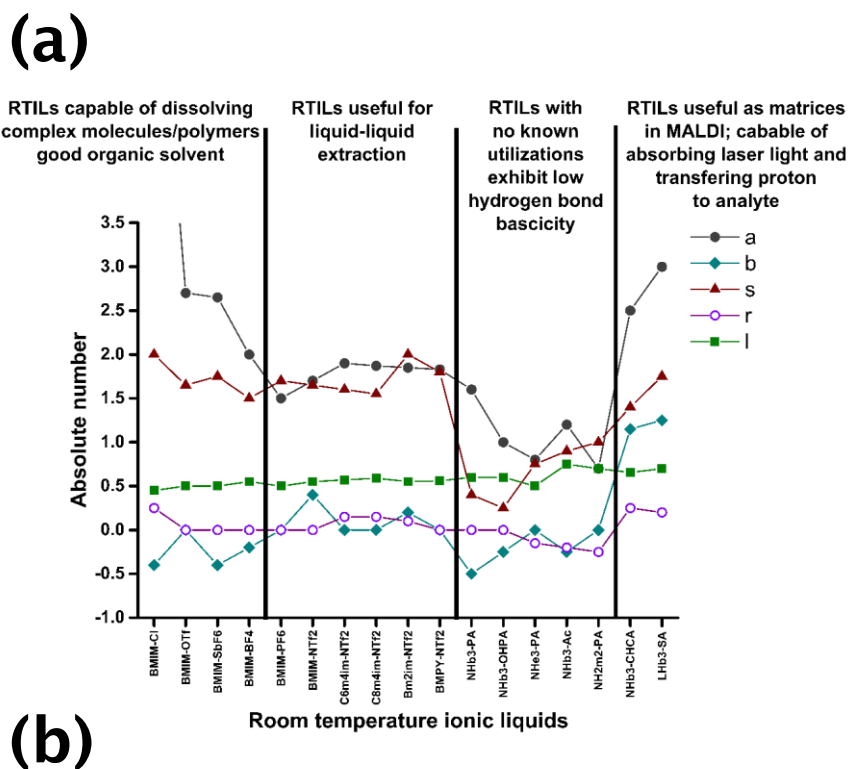 (a)
RTILs capable of dissolving
complex molecules/polymers
good organic solvent
RTILs useful for
liquid-liquid
extraction
RTILs with
no known
utilizations
exhibit low
hydrogen bond
bascicity
RTILs useful as matrices
in MALDI; cabable of
absorbing laser light and
transfering proton
to analyte
a
b
s
r
l
Absolute number
3.5
3.0
2.5
2.0
1.5
1.0
0.5
0.0
-0.5
-1.0
BMIM-Cl
BMIM-OTf
BMIM-SbF6
BMIM-BF4
BMIM-PF6
BMIM-NTf2
C6m4im-NTf2
C8m4im-NTf2
Bm2im-NTf2
BMPY-NTf2
NHb3-PA
NHb3-OHPA
NHe3-PA
NHb3-Ac
NH2m2-PA
NHb3-CHCA
LHb3-SA
Room temperature ionic liquids
(b)